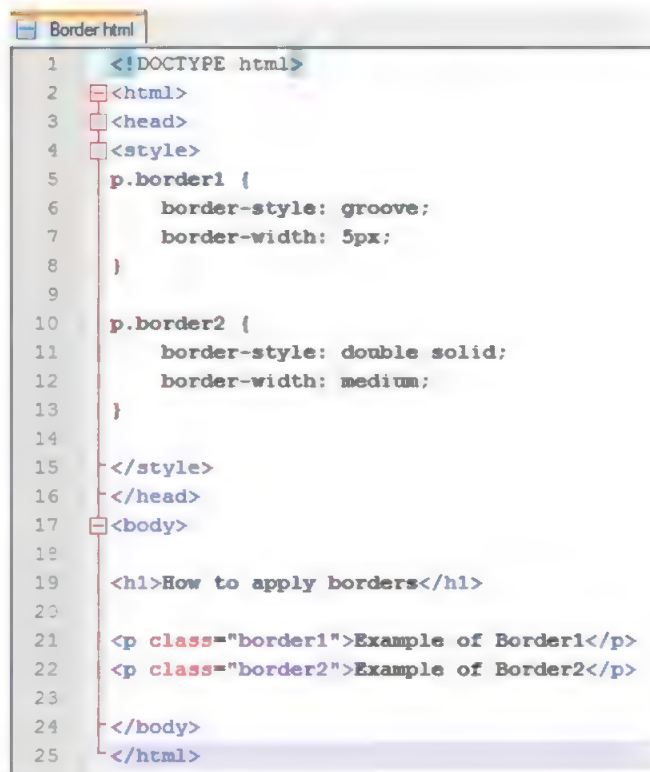 Border html
1 <!DOCTYPE html>
2 <html>
3 <head>
4 <style>
5 p.border1 {
6 border-style: groove;
7 border-width: 5px;
8 }
9
10 p.border2 {
11 border-style: double solid;
12 border-width: medium;
13 }
14
15 </style>
16 </head>
17 <body>
18
19 <h1>How to apply borders</h1>
20
21 <p class="border1">Example of Border1</p>
22 <p class="border2">Example of Border2</p>
23
24 </body>
25 </html>